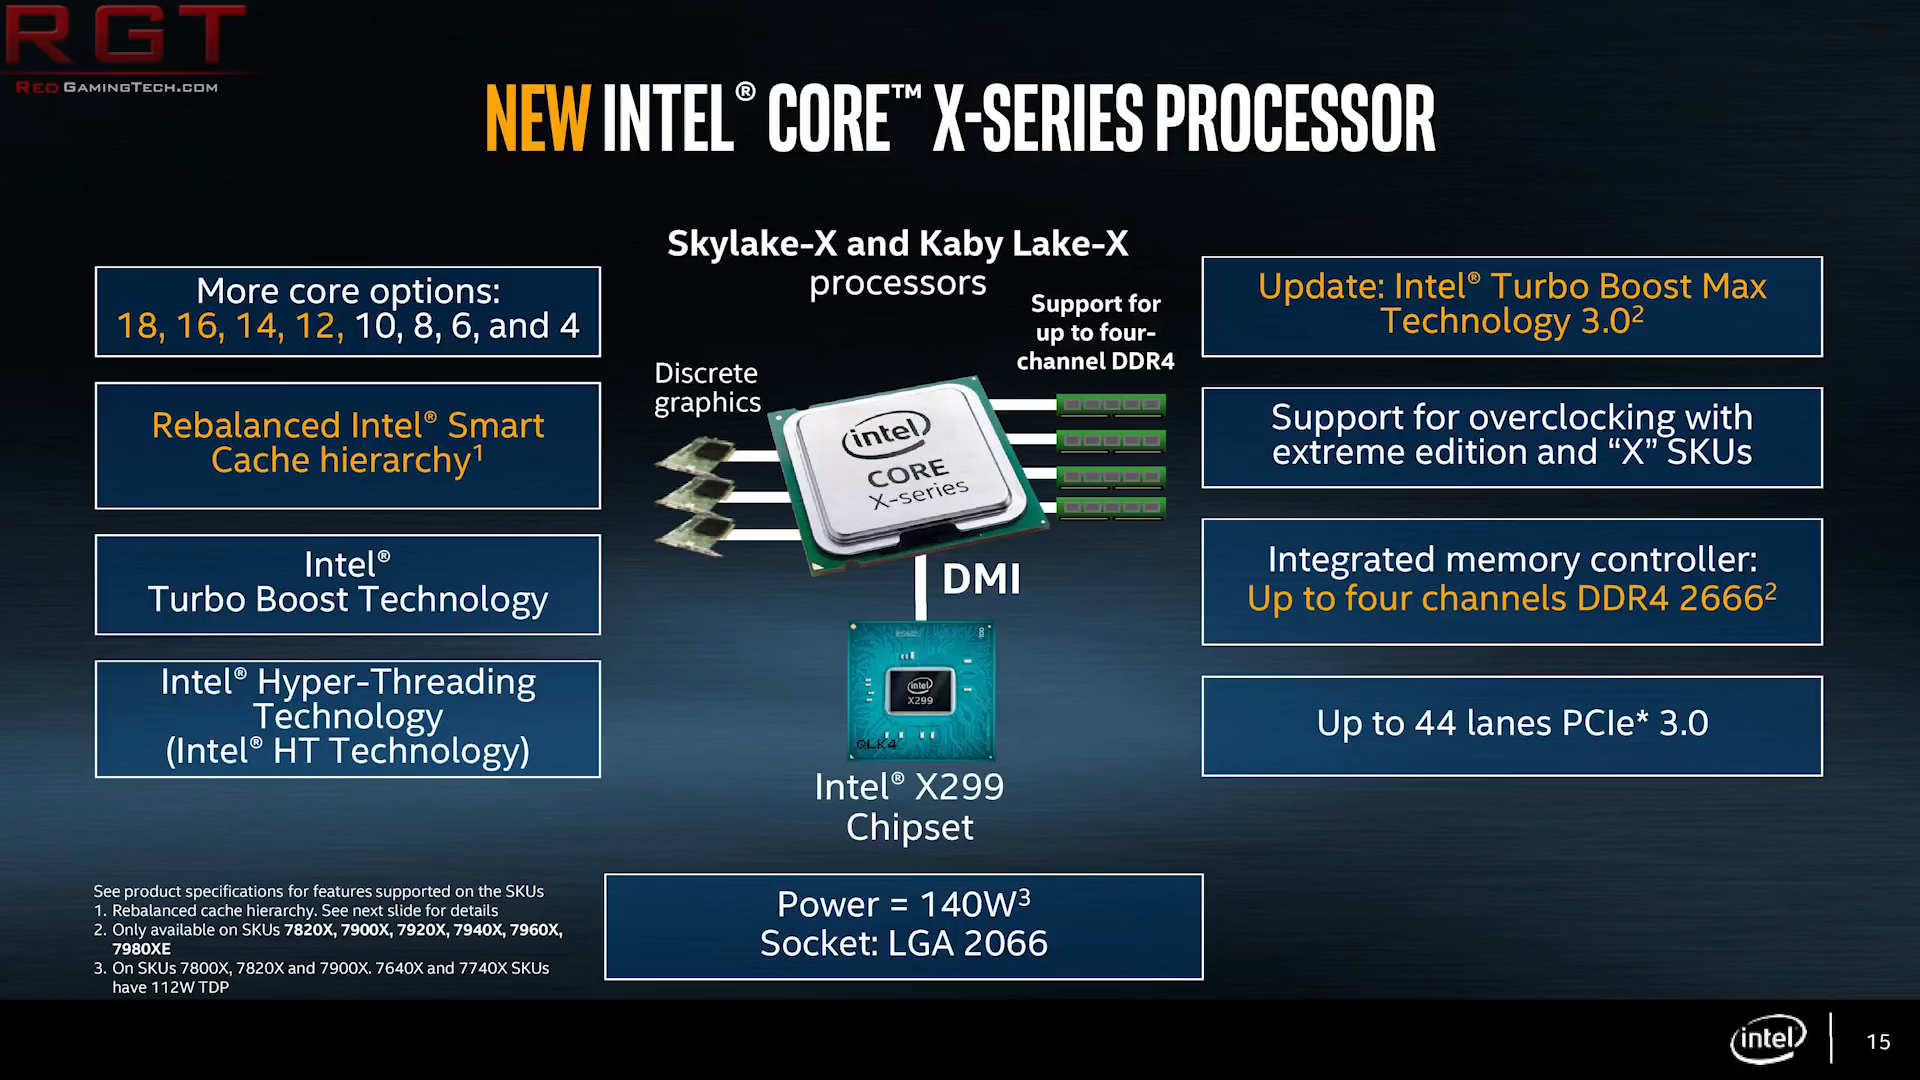 RGT
RedGamingTech.com
NEW INTEL® CORE™ X-SERIES PROCESSOR
Skylake-X and Kaby Lake-X
processors
More core options:
18, 16, 14, 12, 10, 8, 6, and 4
Rebalanced Intel® Smart
Cache hierarchy¹
Intel®
Turbo Boost Technology
Intel® Hyper-Threading
Technology
(Intel® HT Technology)
Discrete
graphics
Support for
up to four-
channel DDR4
intel
CORE
X-series
DMI
intel
X299
QLK4
Intel® X299
Chipset
Update: Intel® Turbo Boost Max
Technology 3.0²
Support for overclocking with
extreme edition and “X” SKUs
Integrated memory controller:
Up to four channels DDR4 2666²
Up to 44 lanes PCIe* 3.0
Power = 140W³
Socket: LGA 2066
See product specifications for features supported on the SKUs
1. Rebalanced cache hierarchy. See next slide for details
2. Only available on SKUs 7820X, 7900X, 7920X, 7940X, 7960X,
7980XE
3. On SKUs 7800X, 7820X and 7900X. 7640X and 7740X SKUs
have 112W TDP
intel
15